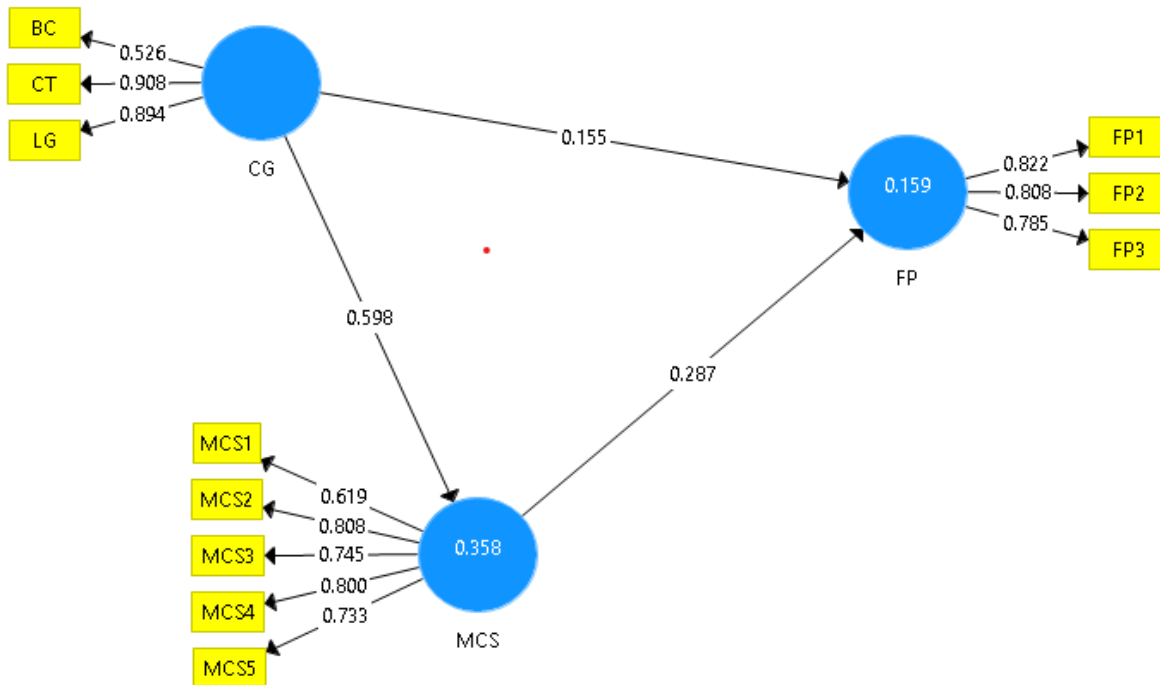 BC
0.526
CT
0.908
LG
0.894
CG
0.155
FP1
0.822
0.159
FP2
0.808
FP3
0.785
FP
0.598
0.287
MCS1
0.619
MCS2
0.808
MCS3
0.745
0.358
MCS4
0.800
MCS5
0.733
MCS